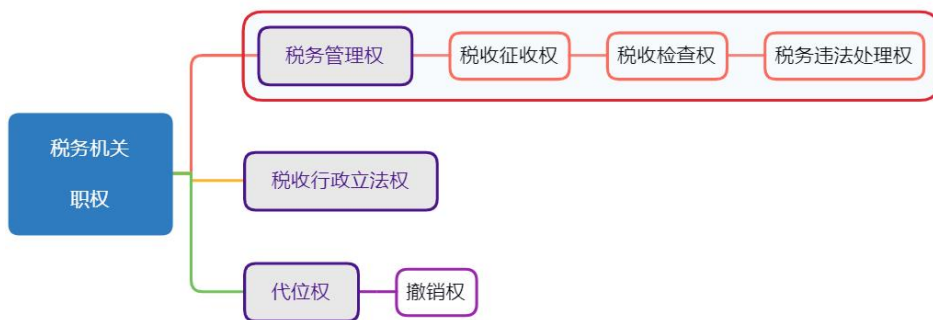 税务管理权
税收征收权
税收检查权
税务违法处理权
税务机关
职权
税收行政立法权
代位权
撤销权